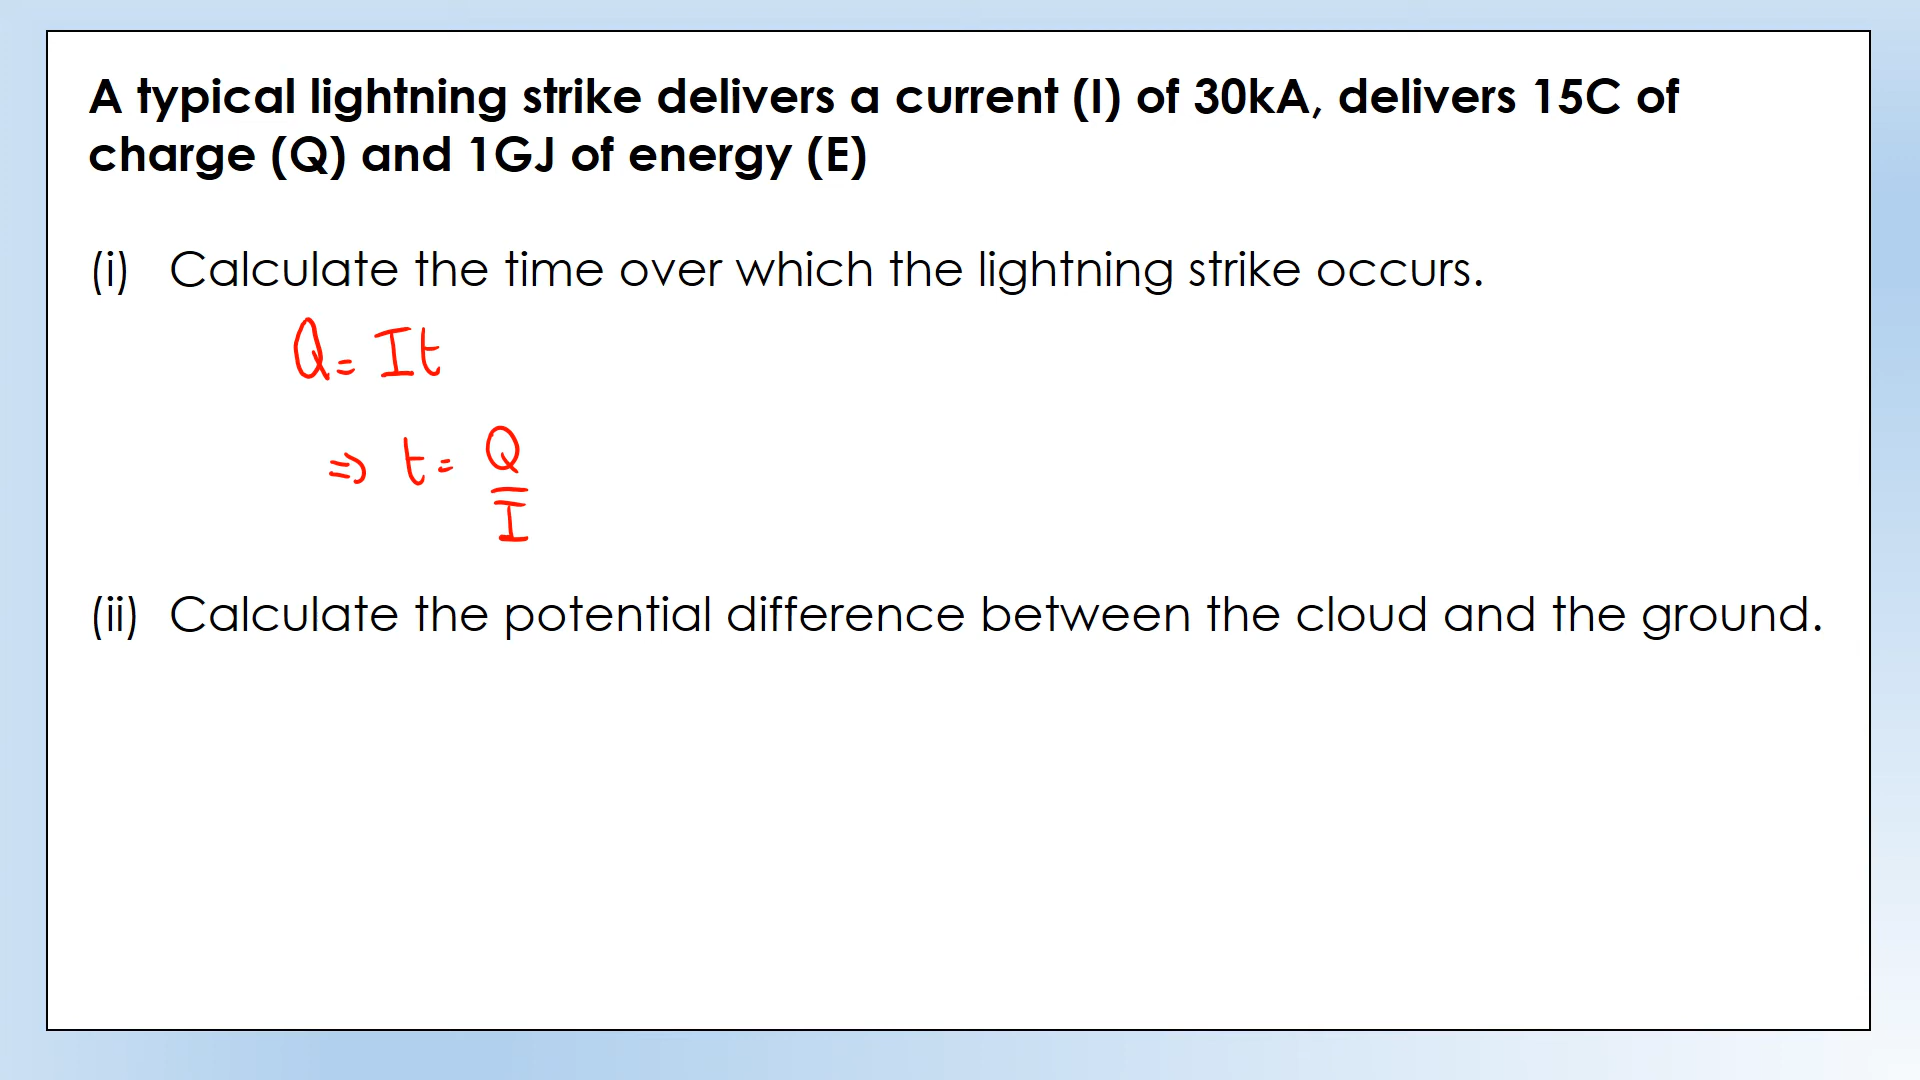 A typical lightning strike delivers a current (I) of 30kA, delivers 15C of
charge (Q) and 1GJ of energy (E)
(i) Calculate the time over which the lightning strike occurs.
Q = It
⇒ t = Q
I
(ii) Calculate the potential difference between the cloud and the ground.